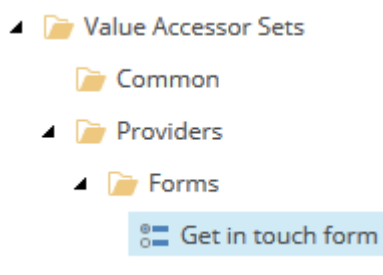 Value Accessor Sets
Common
Providers
Forms
Get in touch form